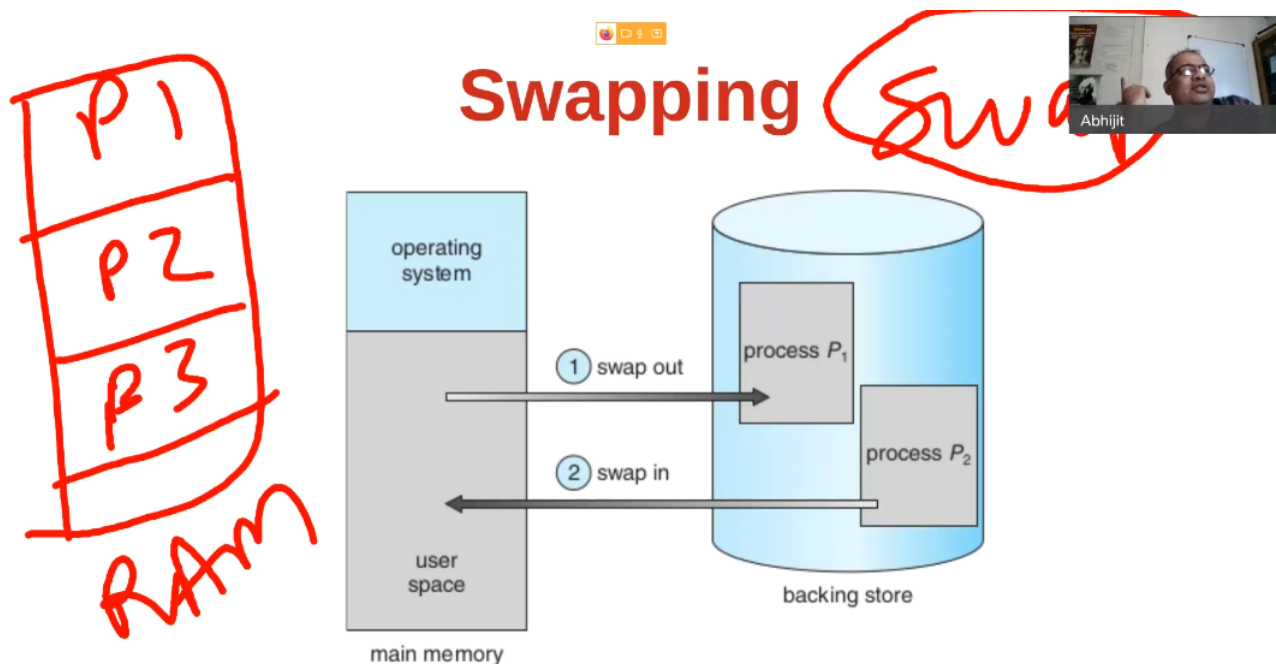 Swapping
Swap
Abhijit
P1
P2
P3
RAM
operating
system
1 swap out
process P1
2 swap in
process P2
user
space
main memory
backing store